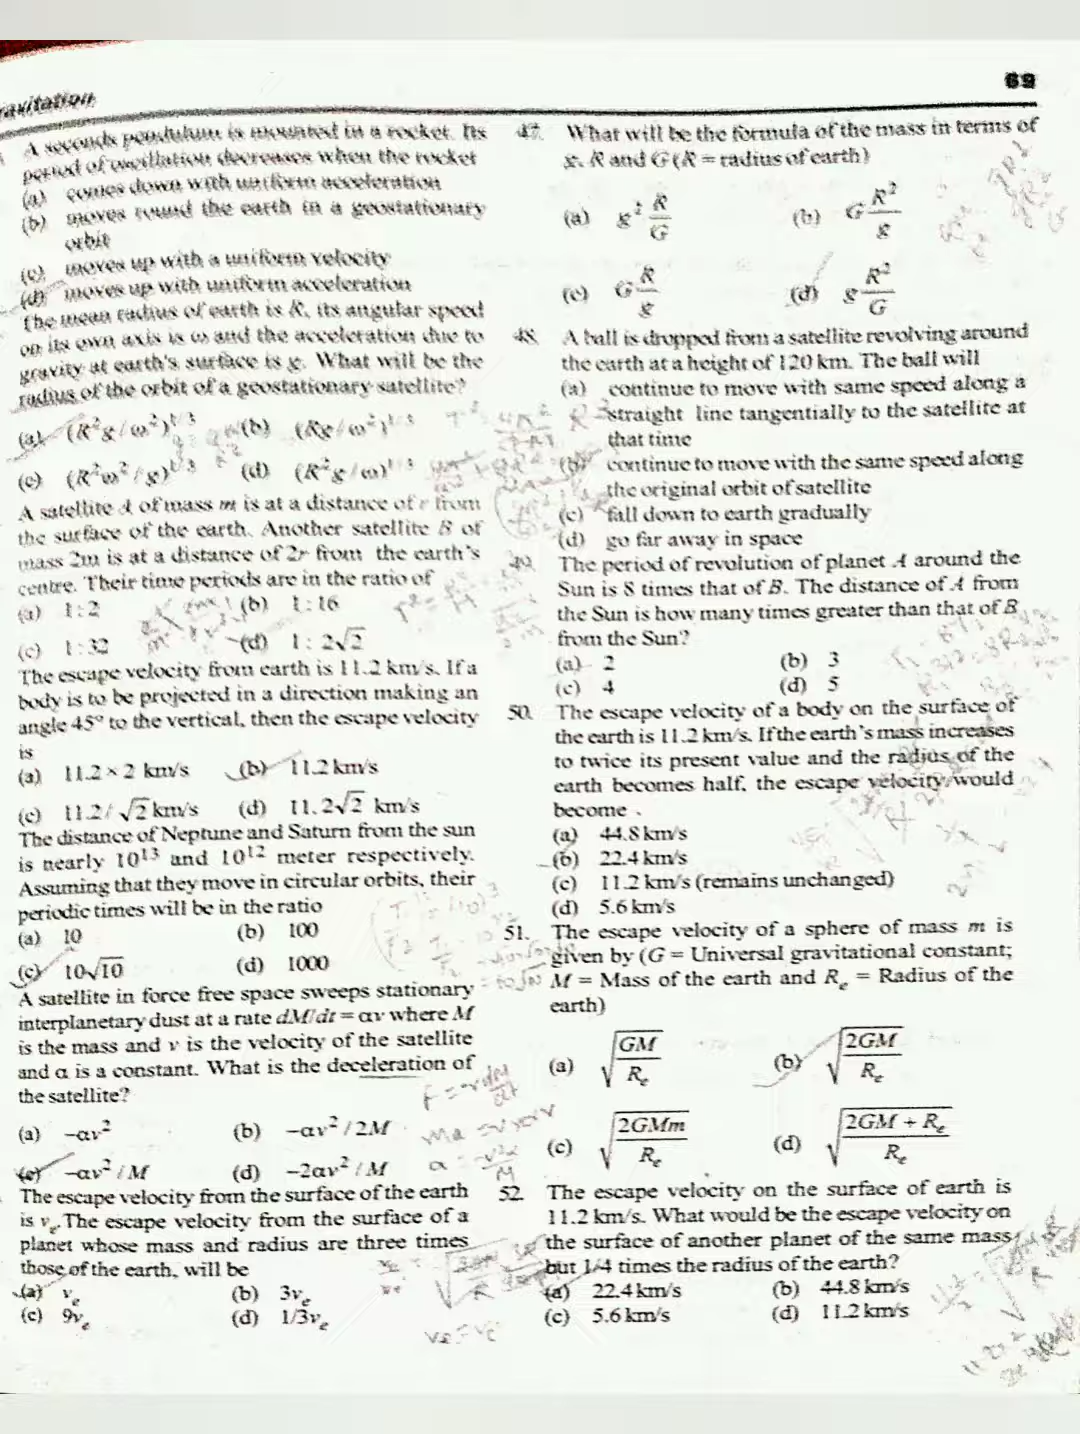 69
A seconds pendulum is mounted in a rocket. Its
period of oscillation decreases when the rocket
(a) comes down with uniform acceleration
(b) moves round the earth in a geostationary
orbit
(c) moves up with a uniform velocity
(d) moves up with uniform acceleration
The mean radius of earth is R, its angular speed
on its own axis is ω and the acceleration due to
gravity at earth's surface is g. What will be the
radius of the orbit of a geostationary satellite?
(a) (R²g / ω²)^1/3 (b) (Rg / ω²)^1/3
(c) (R²ω² / g)^1/3 (d) (R²g / ω)^1/3
A satellite A of mass m is at a distance of r from
the surface of the earth. Another satellite B of
mass 2m is at a distance of 2r from the earth's
centre. Their time periods are in the ratio of
(a) 1 : 2 (b) 1 : 16
(c) 1 : 32 (d) 1 : 2√2
The escape velocity from earth is 11.2 km/s. If a
body is to be projected in a direction making an
angle 45° to the vertical, then the escape velocity
is
(a) 11.2 × 2 km/s (b) 11.2 km/s
(c) 11.2/ √2 km/s (d) 11.2√2 km/s
The distance of Neptune and Saturn from the sun
is nearly 10¹³ and 10¹² meter respectively.
Assuming that they move in circular orbits, their
periodic times will be in the ratio
(a) 10 (b) 100
(c) 10√10 (d) 1000
A satellite in force free space sweeps stationary
interplanetary dust at a rate dM/dt = αv where M
is the mass and v is the velocity of the satellite
and α is a constant. What is the deceleration of
the satellite?
(a) −αv² (b) −αv² / 2M
(c) −αv² / M (d) −2αv² / M
The escape velocity from the surface of the earth
is vₑ. The escape velocity from the surface of a
planet whose mass and radius are three times
those of the earth, will be
(a) vₑ (b) 3vₑ
(c) 9vₑ (d) 1/3vₑ
47. What will be the formula of the mass in terms of
g, R and G (R = radius of earth)
(a) g² R/G (b) G R²/g
(c) G R/g (d) g R²/G
48. A ball is dropped from a satellite revolving around
the earth at a height of 120 km. The ball will
(a) continue to move with same speed along a
straight line tangentially to the satellite at
that time
(b) continue to move with the same speed along
the original orbit of satellite
(c) fall down to earth gradually
(d) go far away in space
49. The period of revolution of planet A around the
Sun is 8 times that of B. The distance of A from
the Sun is how many times greater than that of B
from the Sun?
(a) 2 (b) 3
(c) 4 (d) 5
50. The escape velocity of a body on the surface of
the earth is 11.2 km/s. If the earth's mass increases
to twice its present value and the radius of the
earth becomes half, the escape velocity would
become .
(a) 44.8 km/s
(b) 22.4 km/s
(c) 11.2 km/s (remains unchanged)
(d) 5.6 km/s
51. The escape velocity of a sphere of mass m is
given by (G = Universal gravitational constant;
M = Mass of the earth and Rₑ = Radius of the
earth)
(a) √(GM/Rₑ) (b) √(2GM/Rₑ)
(c) √(2GMm/Rₑ) (d) √((2GM + Rₑ)/Rₑ)
52. The escape velocity on the surface of earth is
11.2 km/s. What would be the escape velocity on
the surface of another planet of the same mass
but 1/4 times the radius of the earth?
(a) 22.4 km/s (b) 44.8 km/s
(c) 5.6 km/s (d) 11.2 km/s